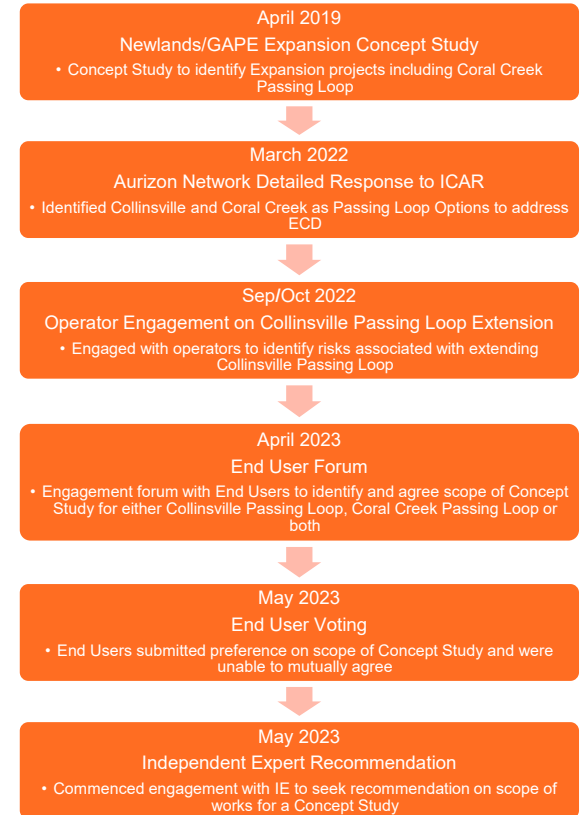 April 2019
Newlands/GAPE Expansion Concept Study
• Concept Study to identify Expansion projects including Coral Creek
Passing Loop
March 2022
Aurizon Network Detailed Response to ICAR
• Identified Collinsville and Coral Creek as Passing Loop Options to address
ECD
Sep/Oct 2022
Operator Engagement on Collinsville Passing Loop Extension
• Engaged with operators to identify risks associated with extending
Collinsville Passing Loop
April 2023
End User Forum
• Engagement forum with End Users to identify and agree scope of Concept
Study for either Collinsville Passing Loop, Coral Creek Passing Loop or
both
May 2023
End User Voting
• End Users submitted preference on scope of Concept Study and were
unable to mutually agree
May 2023
Independent Expert Recommendation
• Commenced engagement with IE to seek recommendation on scope of
works for a Concept Study